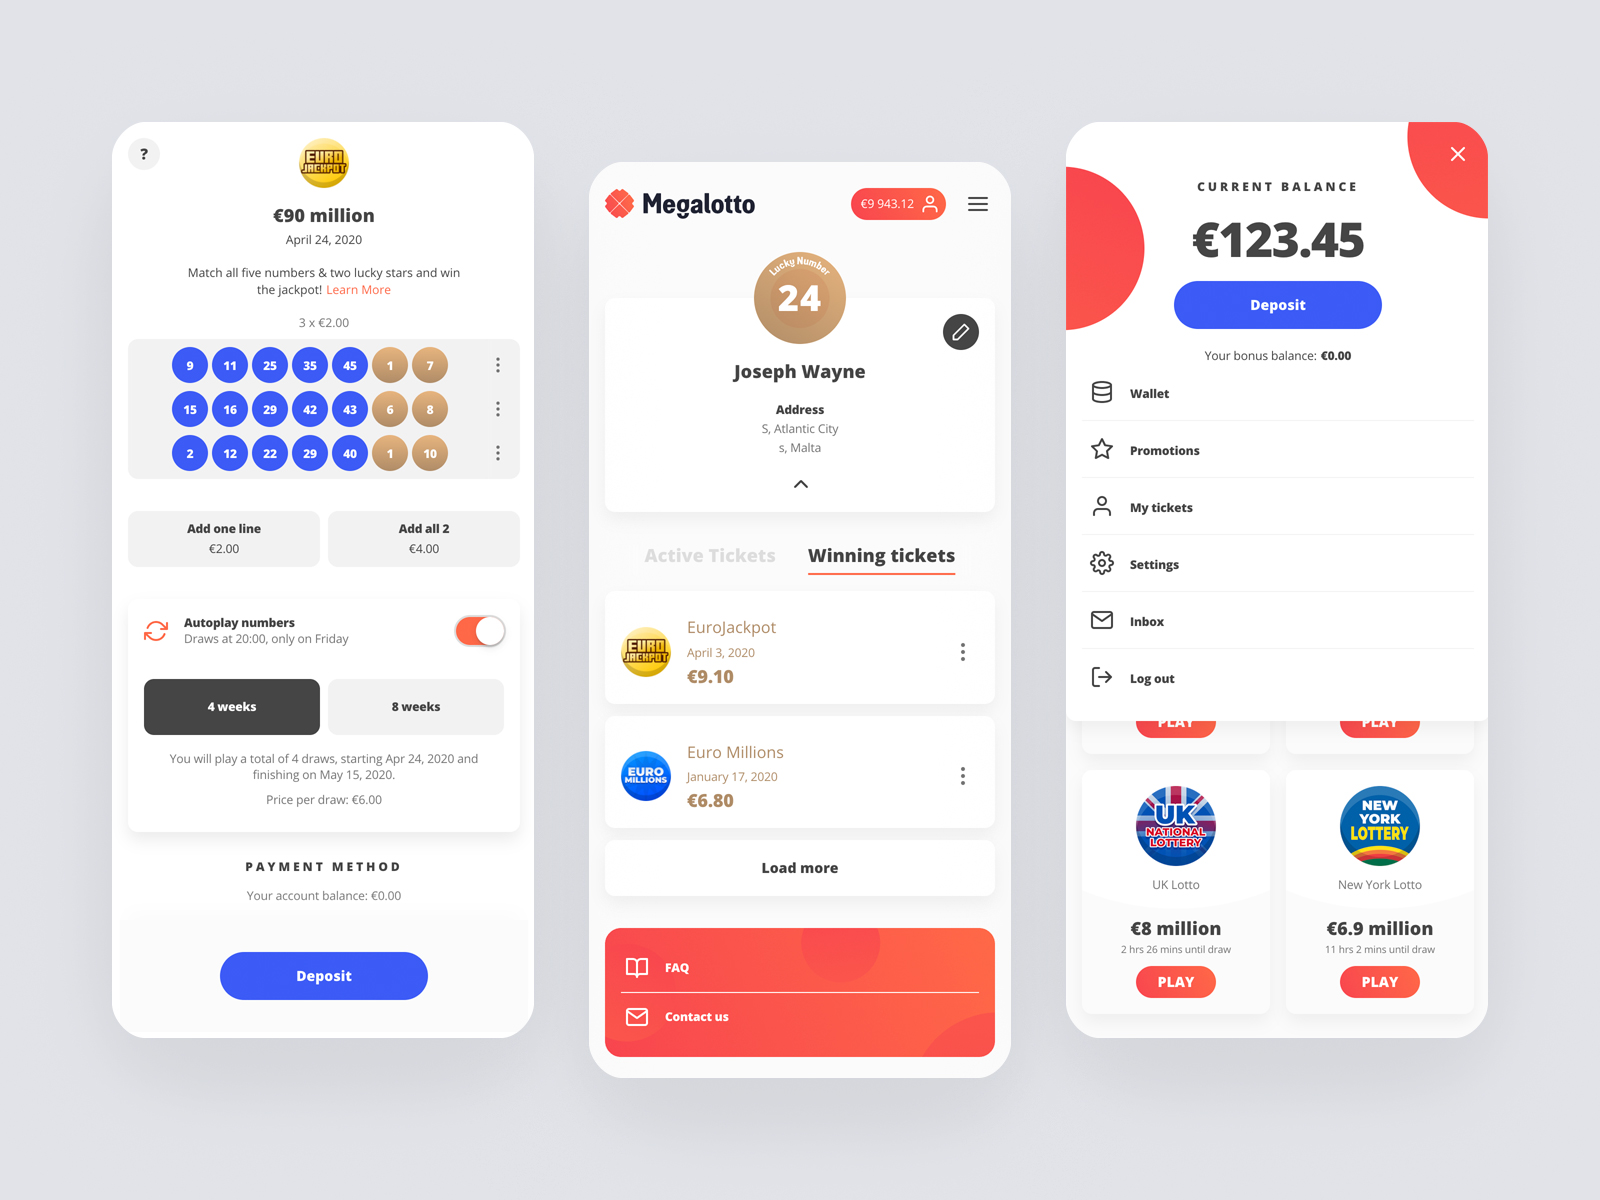 ?
EURO
JACKPOT
€90 million
April 24, 2020
Match all five numbers & two lucky stars and win
the jackpot! Learn More
3 x €2.00
9 11 25 35 45 1 7
15 16 29 42 43 6 8
2 12 22 29 40 1 10
Add one line
€2.00
Add all 2
€4.00
Autoplay numbers
Draws at 20:00, only on Friday
4 weeks
8 weeks
You will play a total of 4 draws, starting Apr 24, 2020 and
finishing on May 15, 2020.
Price per draw: €6.00
PAYMENT METHOD
Your account balance: €0.00
Deposit
Megalotto
€9 943.12
Lucky Number
24
Joseph Wayne
Address
S, Atlantic City
s, Malta
Active Tickets
Winning tickets
EURO
JACKPOT
EuroJackpot
April 3, 2020
€9.10
EURO
MILLIONS
Euro Millions
January 17, 2020
€6.80
Load more
FAQ
Contact us
CURRENT BALANCE
€123.45
Deposit
Your bonus balance: €0.00
Wallet
Promotions
My tickets
Settings
Inbox
Log out
PLAY
PLAY
UK
NATIONAL
LOTTERY
UK Lotto
€8 million
2 hrs 26 mins until draw
PLAY
NEW
YORK
LOTTERY
New York Lotto
€6.9 million
11 hrs 2 mins until draw
PLAY